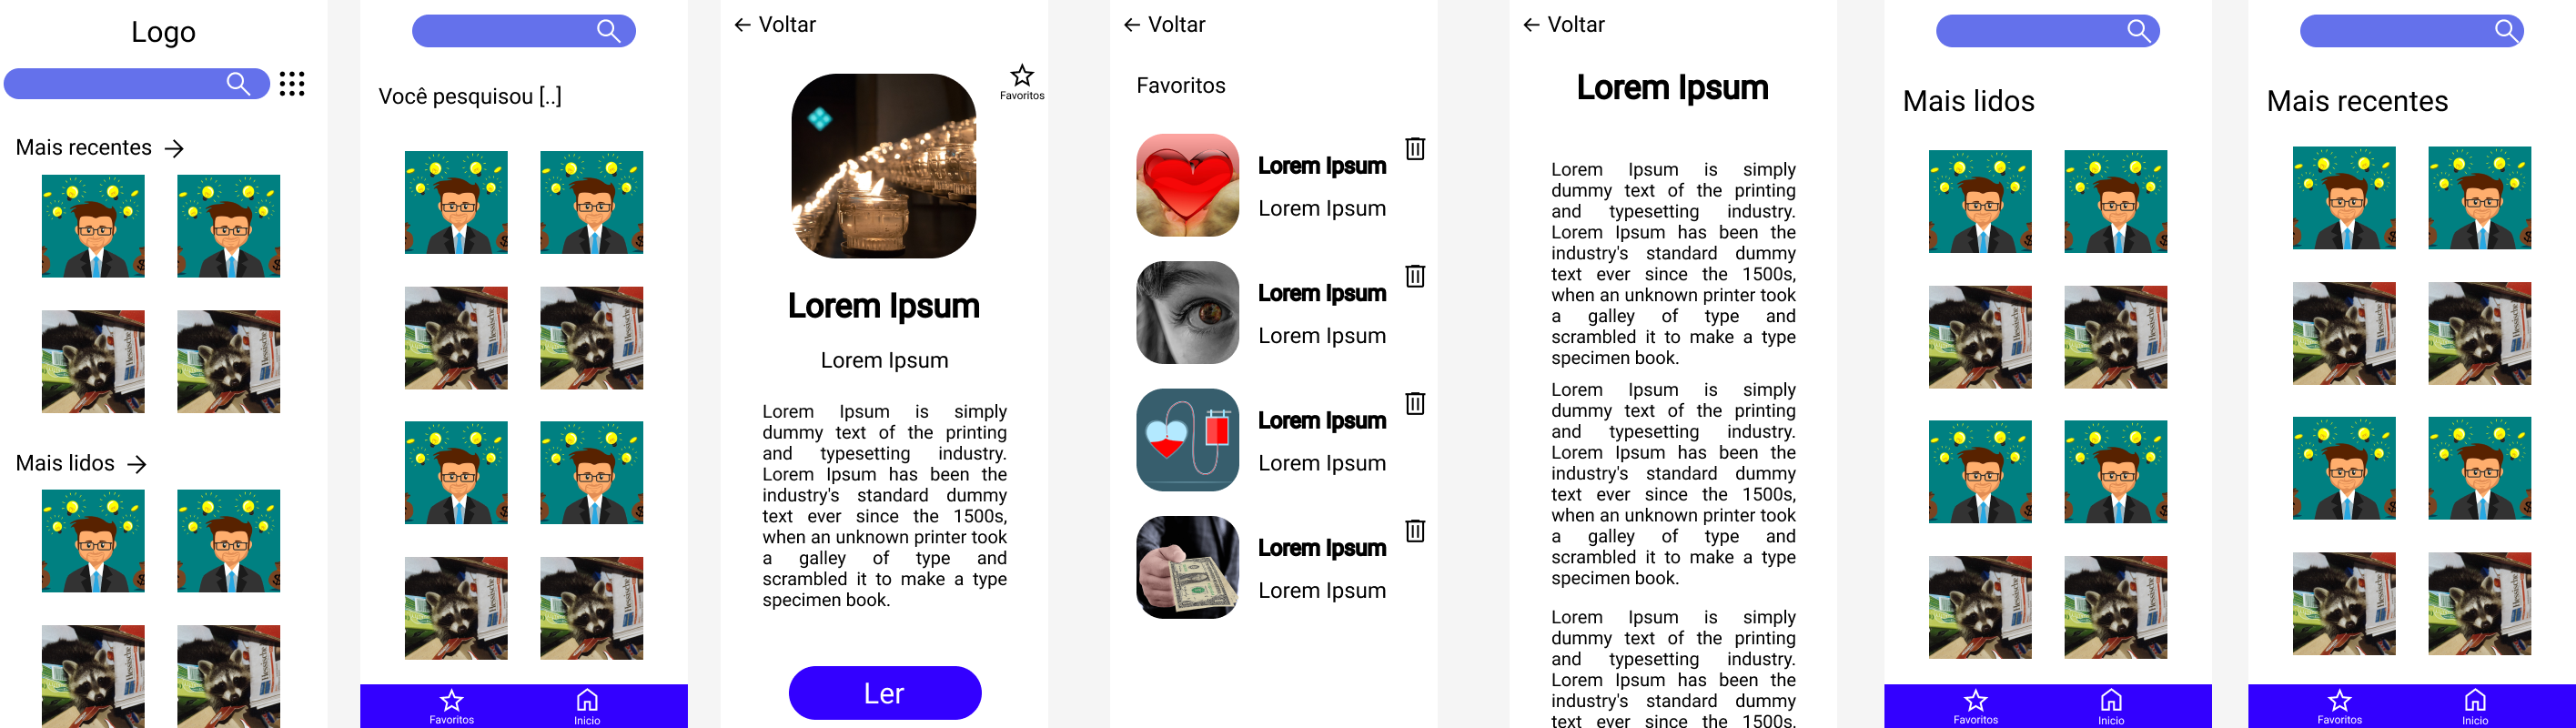 Logo
Mais recentes
Mais lidos
Você pesquisou [..]
Favoritos
Inicio
Voltar
Favoritos
Lorem Ipsum
Lorem Ipsum
Lorem Ipsum is simply
dummy text of the printing
and typesetting industry.
Lorem Ipsum has been the
industry's standard dummy
text ever since the 1500s,
when an unknown printer took
a galley of type and
scrambled it to make a type
specimen book.
Ler
Voltar
Favoritos
Lorem Ipsum
Lorem Ipsum
Lorem Ipsum
Lorem Ipsum
Lorem Ipsum
Lorem Ipsum
Lorem Ipsum
Lorem Ipsum
Voltar
Lorem Ipsum
Lorem Ipsum is simply
dummy text of the printing
and typesetting industry.
Lorem Ipsum has been the
industry's standard dummy
text ever since the 1500s,
when an unknown printer took
a galley of type and
scrambled it to make a type
specimen book.
Lorem Ipsum is simply
dummy text of the printing
and typesetting industry.
Lorem Ipsum has been the
industry's standard dummy
text ever since the 1500s,
when an unknown printer took
a galley of type and
scrambled it to make a type
specimen book.
Lorem Ipsum is simply
dummy text of the printing
and typesetting industry.
Lorem Ipsum has been the
industry's standard dummy
text ever since the 1500s,
Mais lidos
Favoritos
Inicio
Mais recentes
Favoritos
Inicio